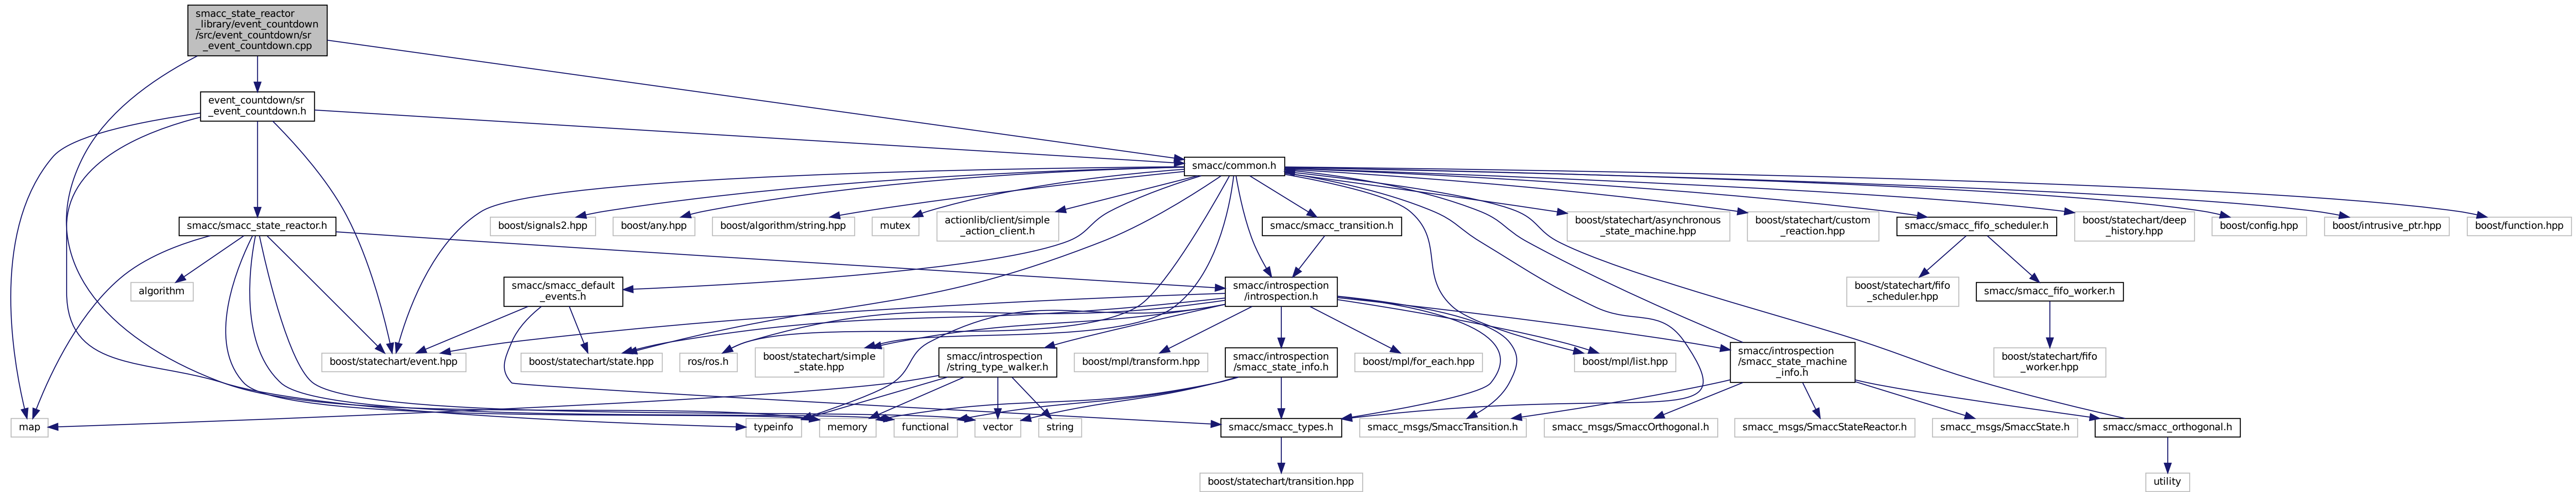 smacc_state_reactor
_library/event_countdown
/src/event_countdown/sr
_event_countdown.cpp
event_countdown/sr
_event_countdown.h
smacc/common.h
smacc/smacc_state_reactor.h
boost/signals2.hpp
boost/any.hpp
boost/algorithm/string.hpp
mutex
actionlib/client/simple
_action_client.h
smacc/smacc_transition.h
boost/statechart/asynchronous
_state_machine.hpp
boost/statechart/custom
_reaction.hpp
smacc/smacc_fifo_scheduler.h
boost/statechart/deep
_history.hpp
boost/config.hpp
boost/intrusive_ptr.hpp
boost/function.hpp
algorithm
smacc/smacc_default
_events.h
smacc/introspection
/introspection.h
boost/statechart/fifo
_scheduler.hpp
smacc/smacc_fifo_worker.h
boost/statechart/event.hpp
boost/statechart/state.hpp
ros/ros.h
boost/statechart/simple
_state.hpp
smacc/introspection
/string_type_walker.h
boost/mpl/transform.hpp
smacc/introspection
/smacc_state_info.h
boost/mpl/for_each.hpp
boost/mpl/list.hpp
smacc/introspection
/smacc_state_machine
_info.h
boost/statechart/fifo
_worker.hpp
map
typeinfo
memory
functional
vector
string
smacc/smacc_types.h
smacc_msgs/SmaccTransition.h
smacc_msgs/SmaccOrthogonal.h
smacc_msgs/SmaccStateReactor.h
smacc_msgs/SmaccState.h
smacc/smacc_orthogonal.h
boost/statechart/transition.hpp
utility